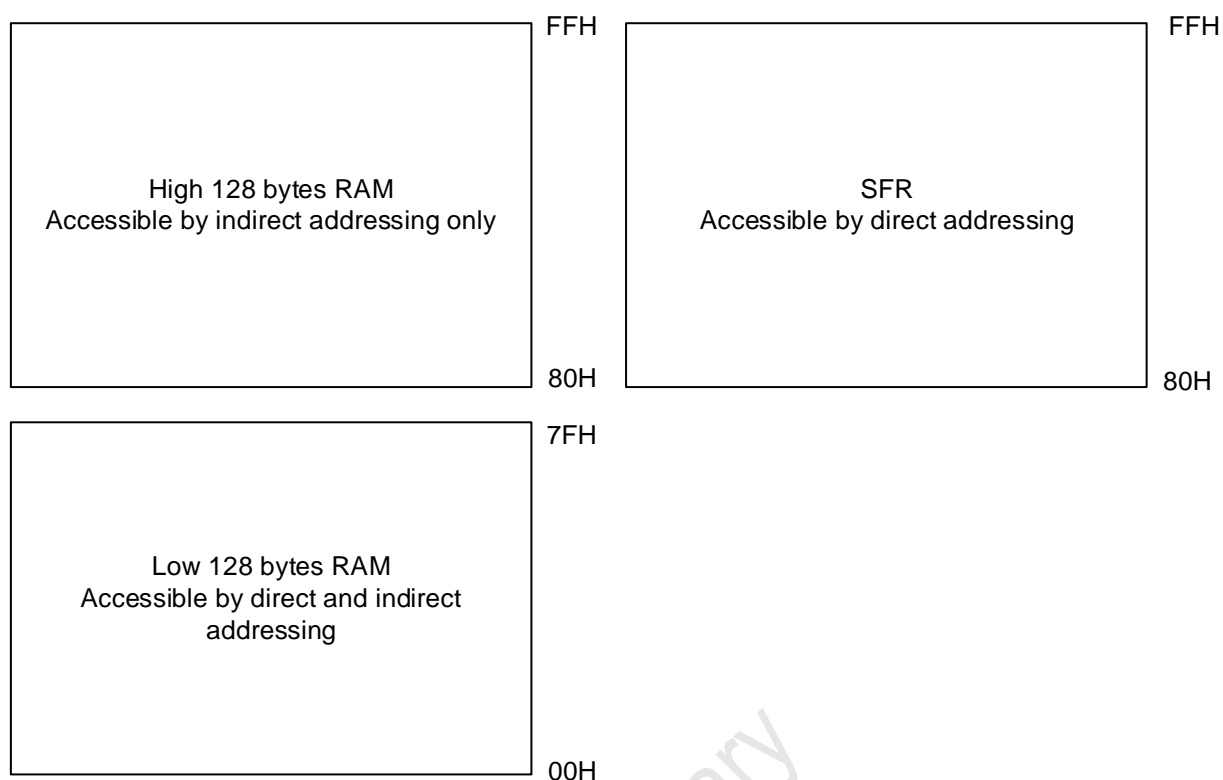 FFH
FFH
High 128 bytes RAM
Accessible by indirect addressing only
SFR
Accessible by direct addressing
80H
80H
7FH
Low 128 bytes RAM
Accessible by direct and indirect
addressing
00H